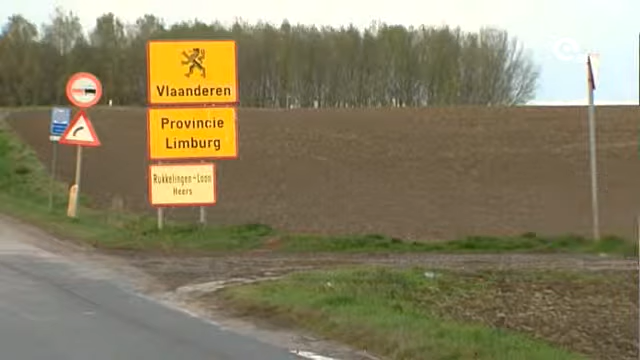 Vlaanderen
Provincie
Limburg
Rukkelingen-Loon
Heers